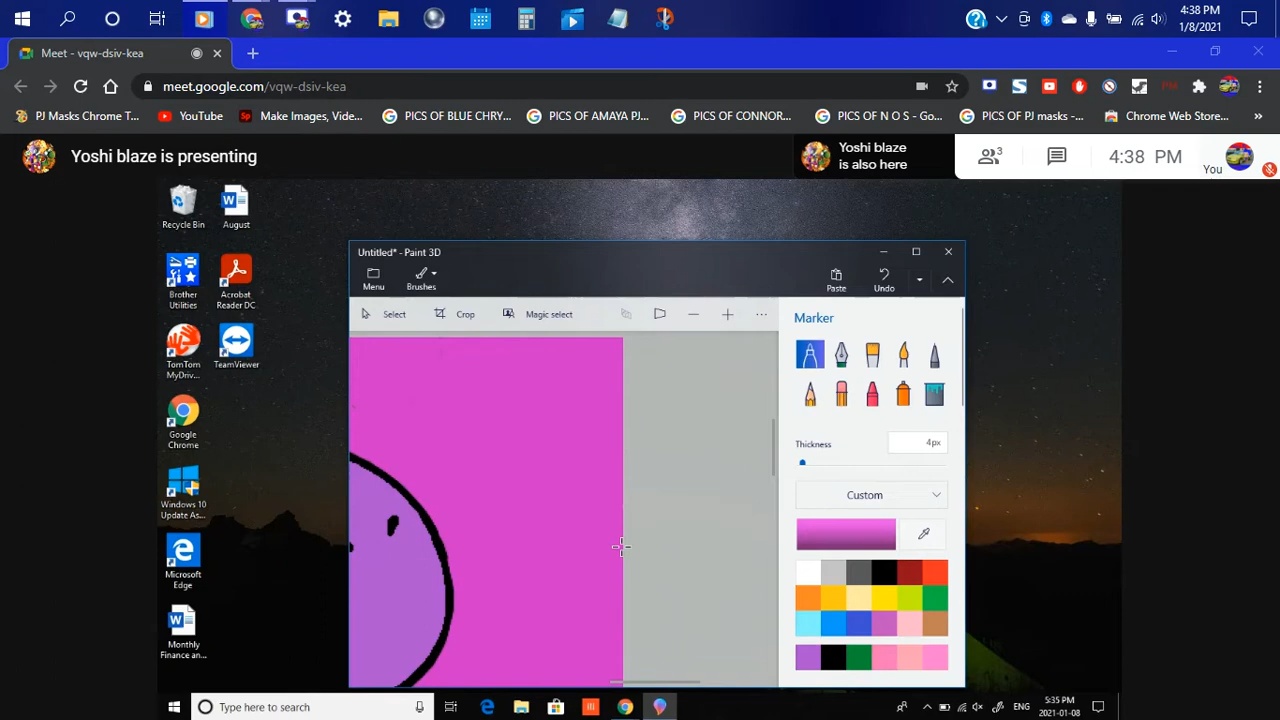 4:38 PM
1/8/2021
Meet - vqw-dsiv-kea
meet.google.com/vqw-dsiv-kea
PJ Masks Chrome T...
YouTube
Sp
Make Images, Vide...
PICS OF BLUE CHRY...
PICS OF AMAYA PJ...
PICS OF CONNOR...
PICS OF N O S - Go...
PICS OF PJ masks -...
Chrome Web Store...
Yoshi blaze is presenting
Yoshi blaze
is also here
3
4:38 PM
You
Recycle Bin
August
Brother
Utilities
Acrobat
Reader DC
TomTom
MyDriv...
TeamViewer
Google
Chrome
Windows 10
Update As...
Microsoft
Edge
Monthly
Finance an...
Untitled* - Paint 3D
Menu
Brushes
Paste
Undo
Select
Crop
Magic select
Marker
Thickness
4px
Custom
Type here to search
ENG
5:35 PM
2021-01-08